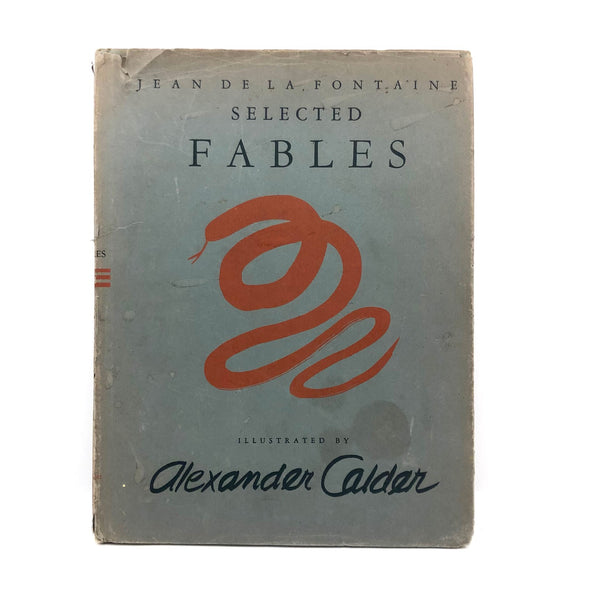 JEAN DE LA FONTAINE
SELECTED
FABLES
ILLUSTRATED BY
Alexander Calder